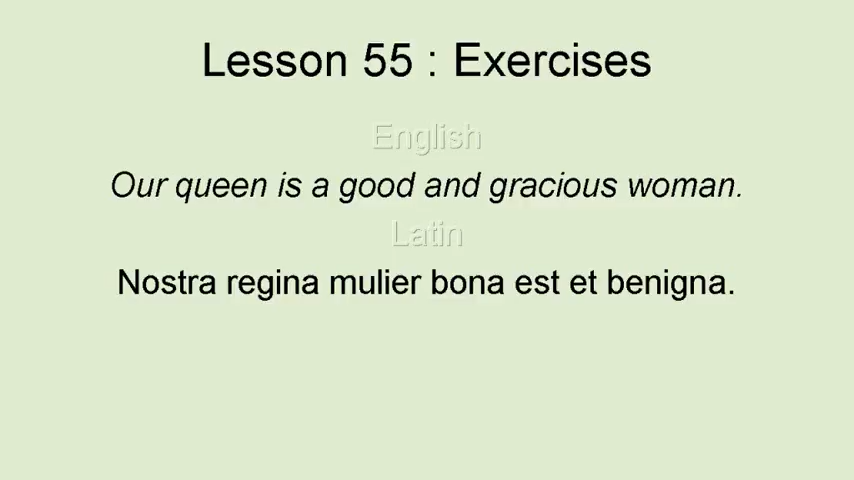 Lesson 55 : Exercises
English
Our queen is a good and gracious woman.
Latin
Nostra regina mulier bona est et benigna.